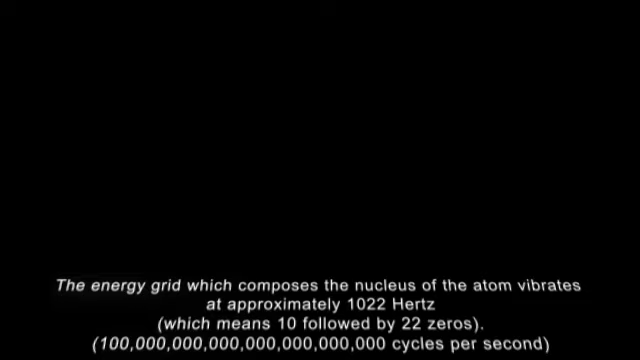 The energy grid which composes the nucleus of the atom vibrates
at approximately 1022 Hertz
(which means 10 followed by 22 zeros).
(100,000,000,000,000,000,000,000 cycles per second)